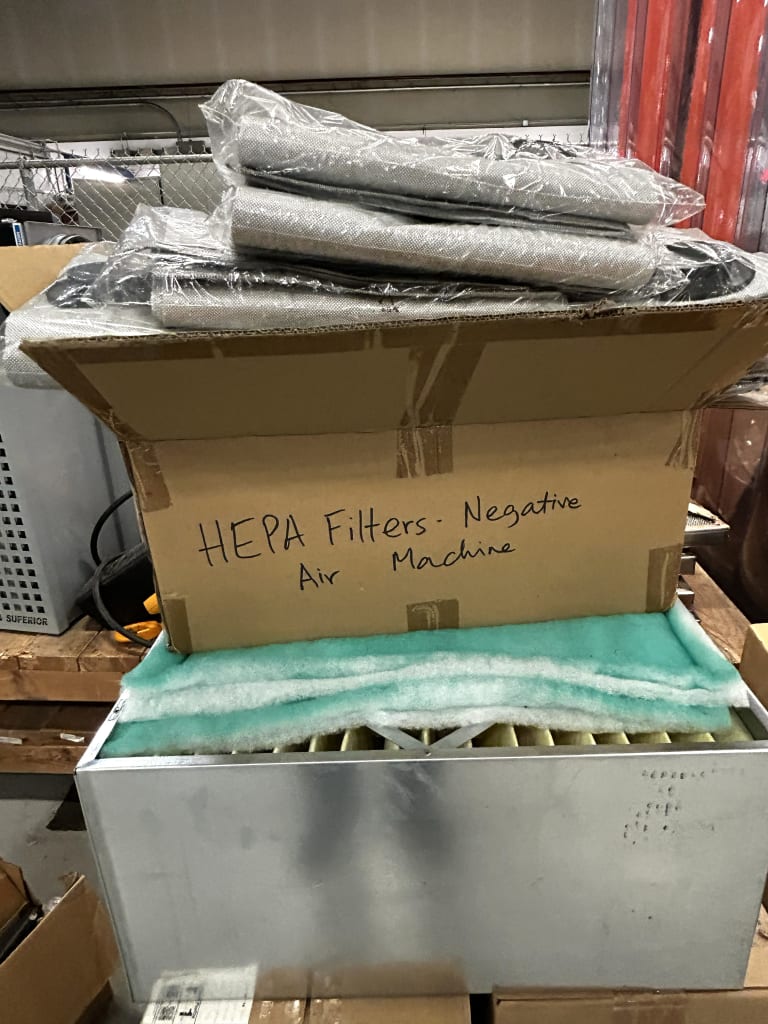 HEPA Filters - Negative
Air Machine
SUPERIOR